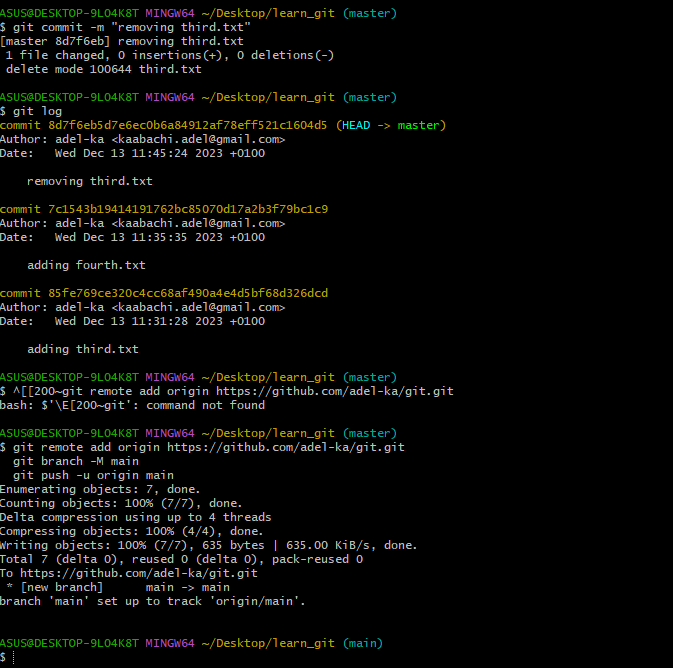 ASUS@DESKTOP-9LO4K8T MINGW64 ~/Desktop/learn_git (master)
$ git commit -m "removing third.txt"
[master 8d7f6eb] removing third.txt
 1 file changed, 0 insertions(+), 0 deletions(-)
 delete mode 100644 third.txt

ASUS@DESKTOP-9LO4K8T MINGW64 ~/Desktop/learn_git (master)
$ git log
commit 8d7f6eb5d7e6ec0b6a84912af78eff521c1604d5 (HEAD -> master)
Author: adel-ka <kaabachi.adel@gmail.com>
Date:   Wed Dec 13 11:45:24 2023 +0100

    removing third.txt

commit 7c1543b19414191762bc85070d17a2b3f79bc1c9
Author: adel-ka <kaabachi.adel@gmail.com>
Date:   Wed Dec 13 11:35:35 2023 +0100

    adding fourth.txt

commit 85fe769ce320c4cc68af490a4e4d5bf68d326dcd
Author: adel-ka <kaabachi.adel@gmail.com>
Date:   Wed Dec 13 11:31:28 2023 +0100

    adding third.txt

ASUS@DESKTOP-9LO4K8T MINGW64 ~/Desktop/learn_git (master)
$ ^[[200~git remote add origin https://github.com/adel-ka/git.git
bash: $'\E[200~git': command not found

ASUS@DESKTOP-9LO4K8T MINGW64 ~/Desktop/learn_git (master)
$ git remote add origin https://github.com/adel-ka/git.git
  git branch -M main
  git push -u origin main
Enumerating objects: 7, done.
Counting objects: 100% (7/7), done.
Delta compression using up to 4 threads
Compressing objects: 100% (4/4), done.
Writing objects: 100% (7/7), 635 bytes | 635.00 KiB/s, done.
Total 7 (delta 0), reused 0 (delta 0), pack-reused 0
To https://github.com/adel-ka/git.git
 * [new branch]      main -> main
branch 'main' set up to track 'origin/main'.

ASUS@DESKTOP-9LO4K8T MINGW64 ~/Desktop/learn_git (main)
$